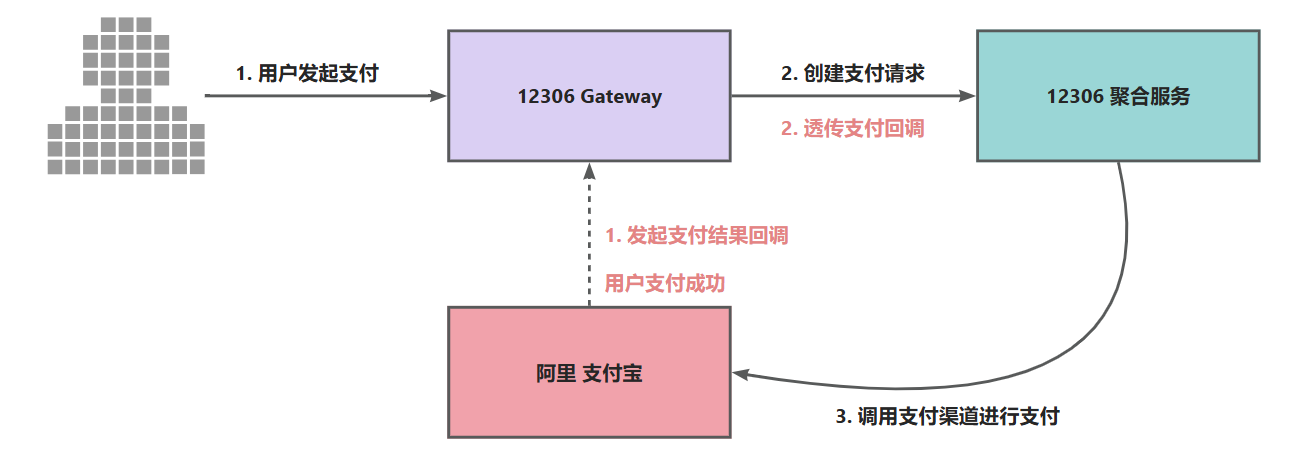 1. 用户发起支付
12306 Gateway
2. 创建支付请求
2. 透传支付回调
12306 聚合服务
1. 发起支付结果回调
用户支付成功
阿里 支付宝
3. 调用支付渠道进行支付